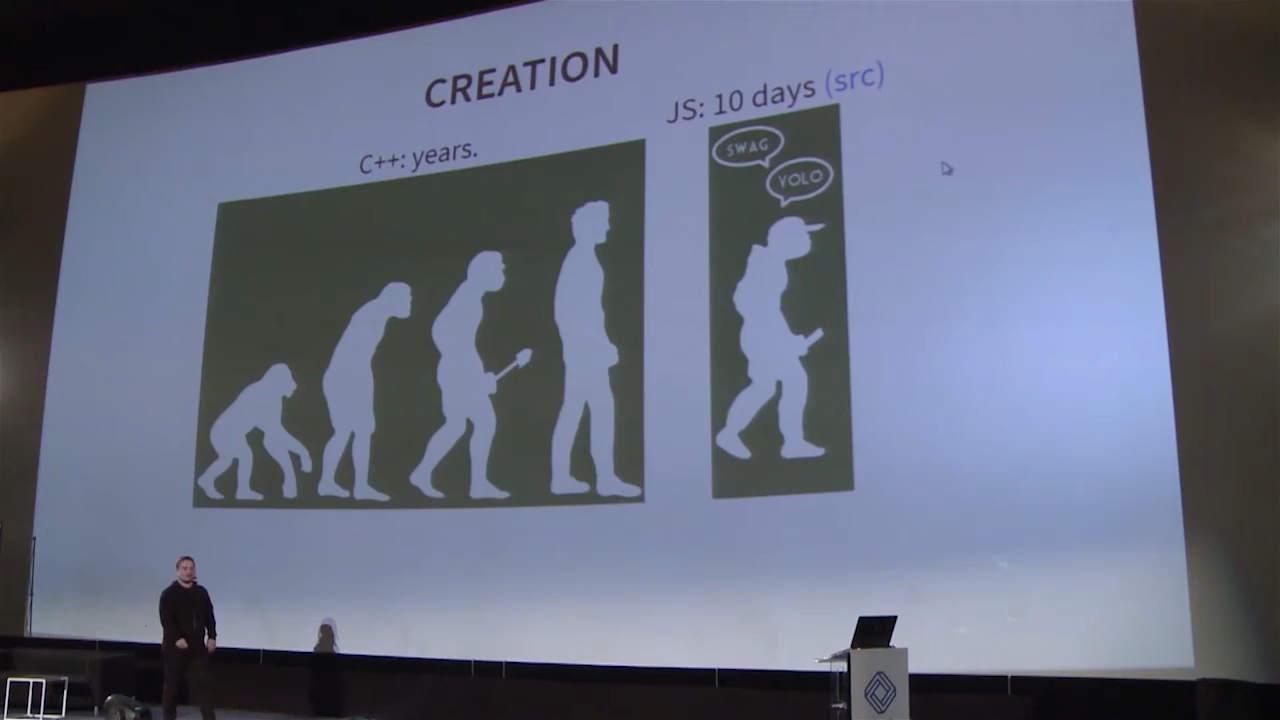 CREATION
C++: years.
JS: 10 days (src)
SWAG
YOLO